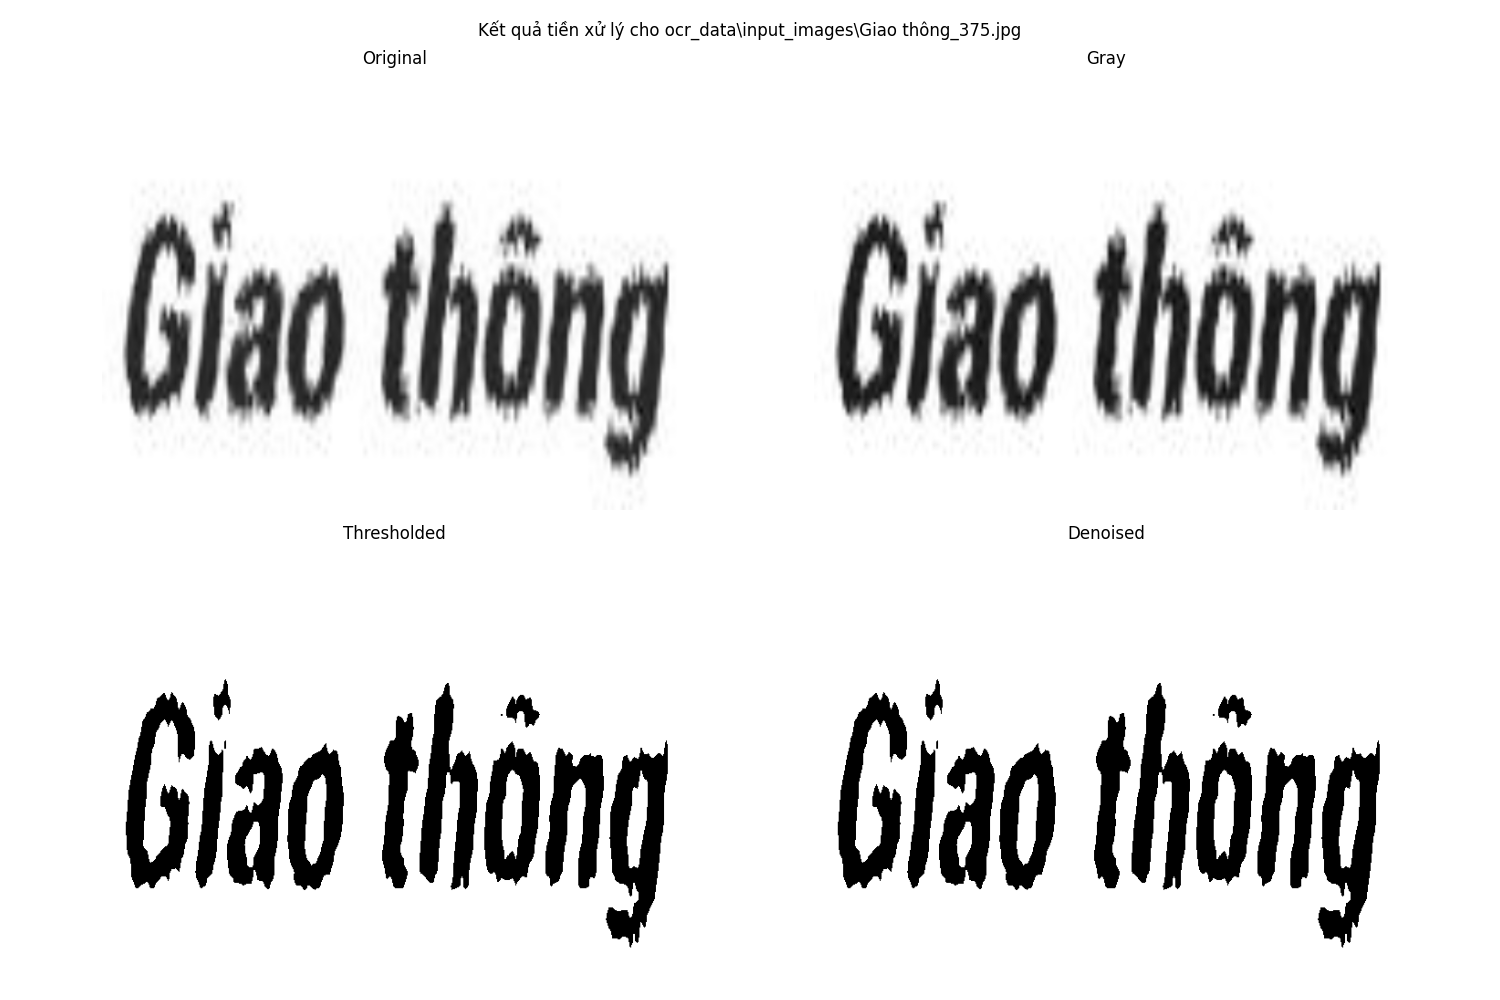 Kết quả tiền xử lý cho ocr_data\input_images\Giao thông_375.jpg
Original
Gray
Giao thông
Giao thông
Thresholded
Denoised
Giao thông
Giao thông